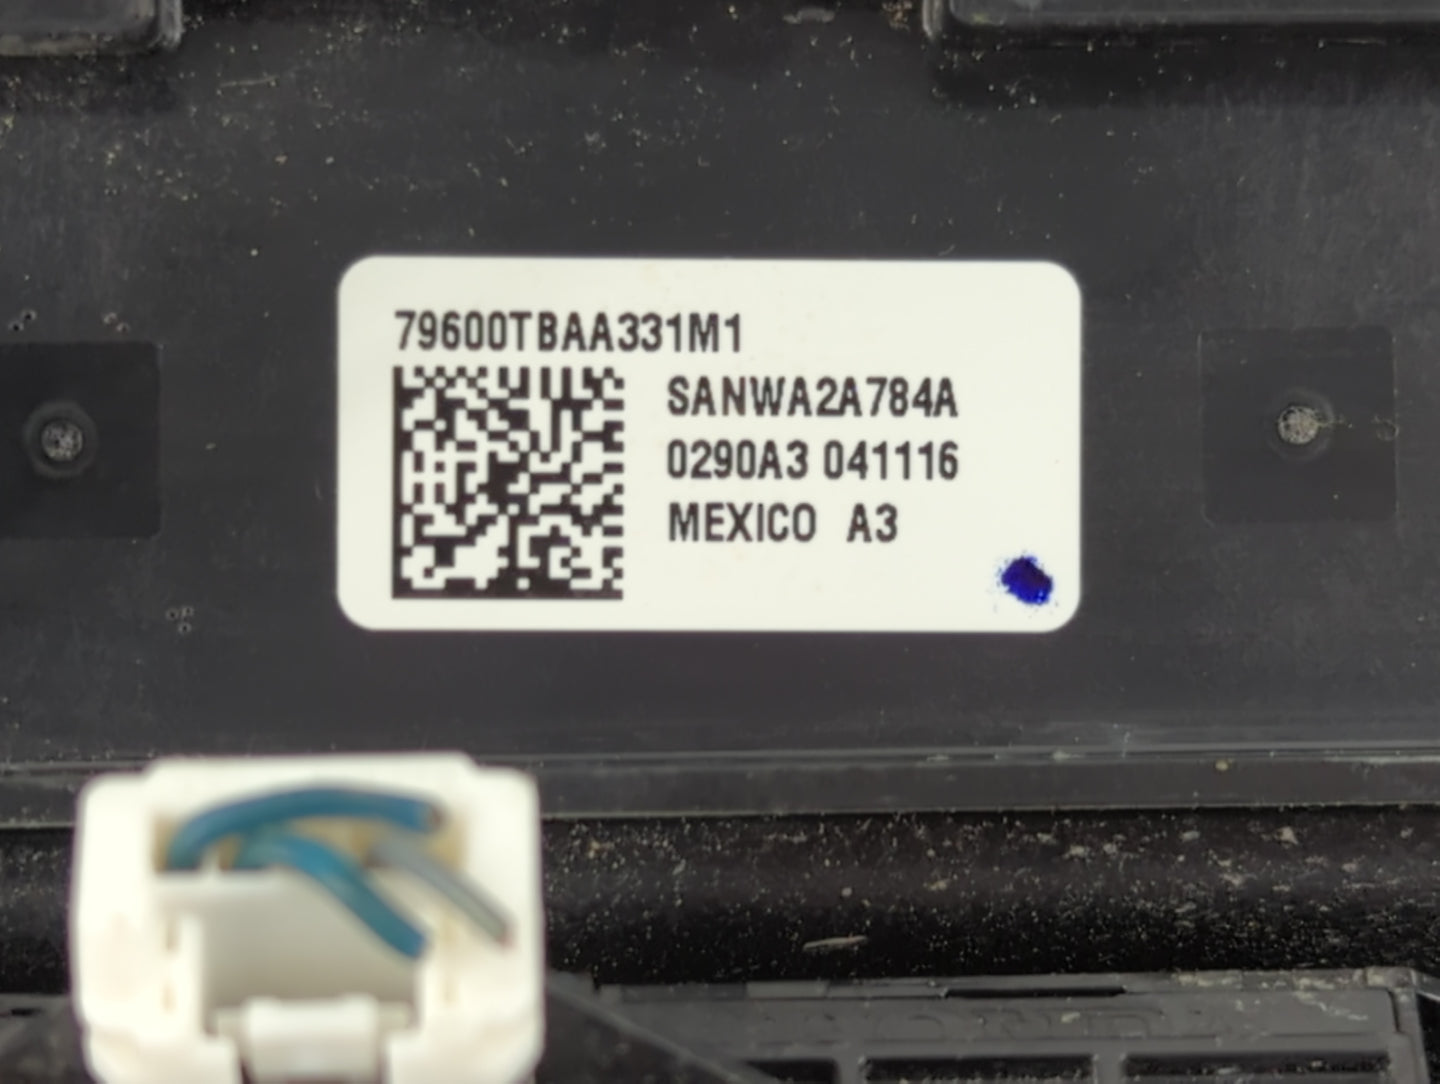 79600TBAA331M1
SANWA2A784A
0290A3 041116
MEXICO A3